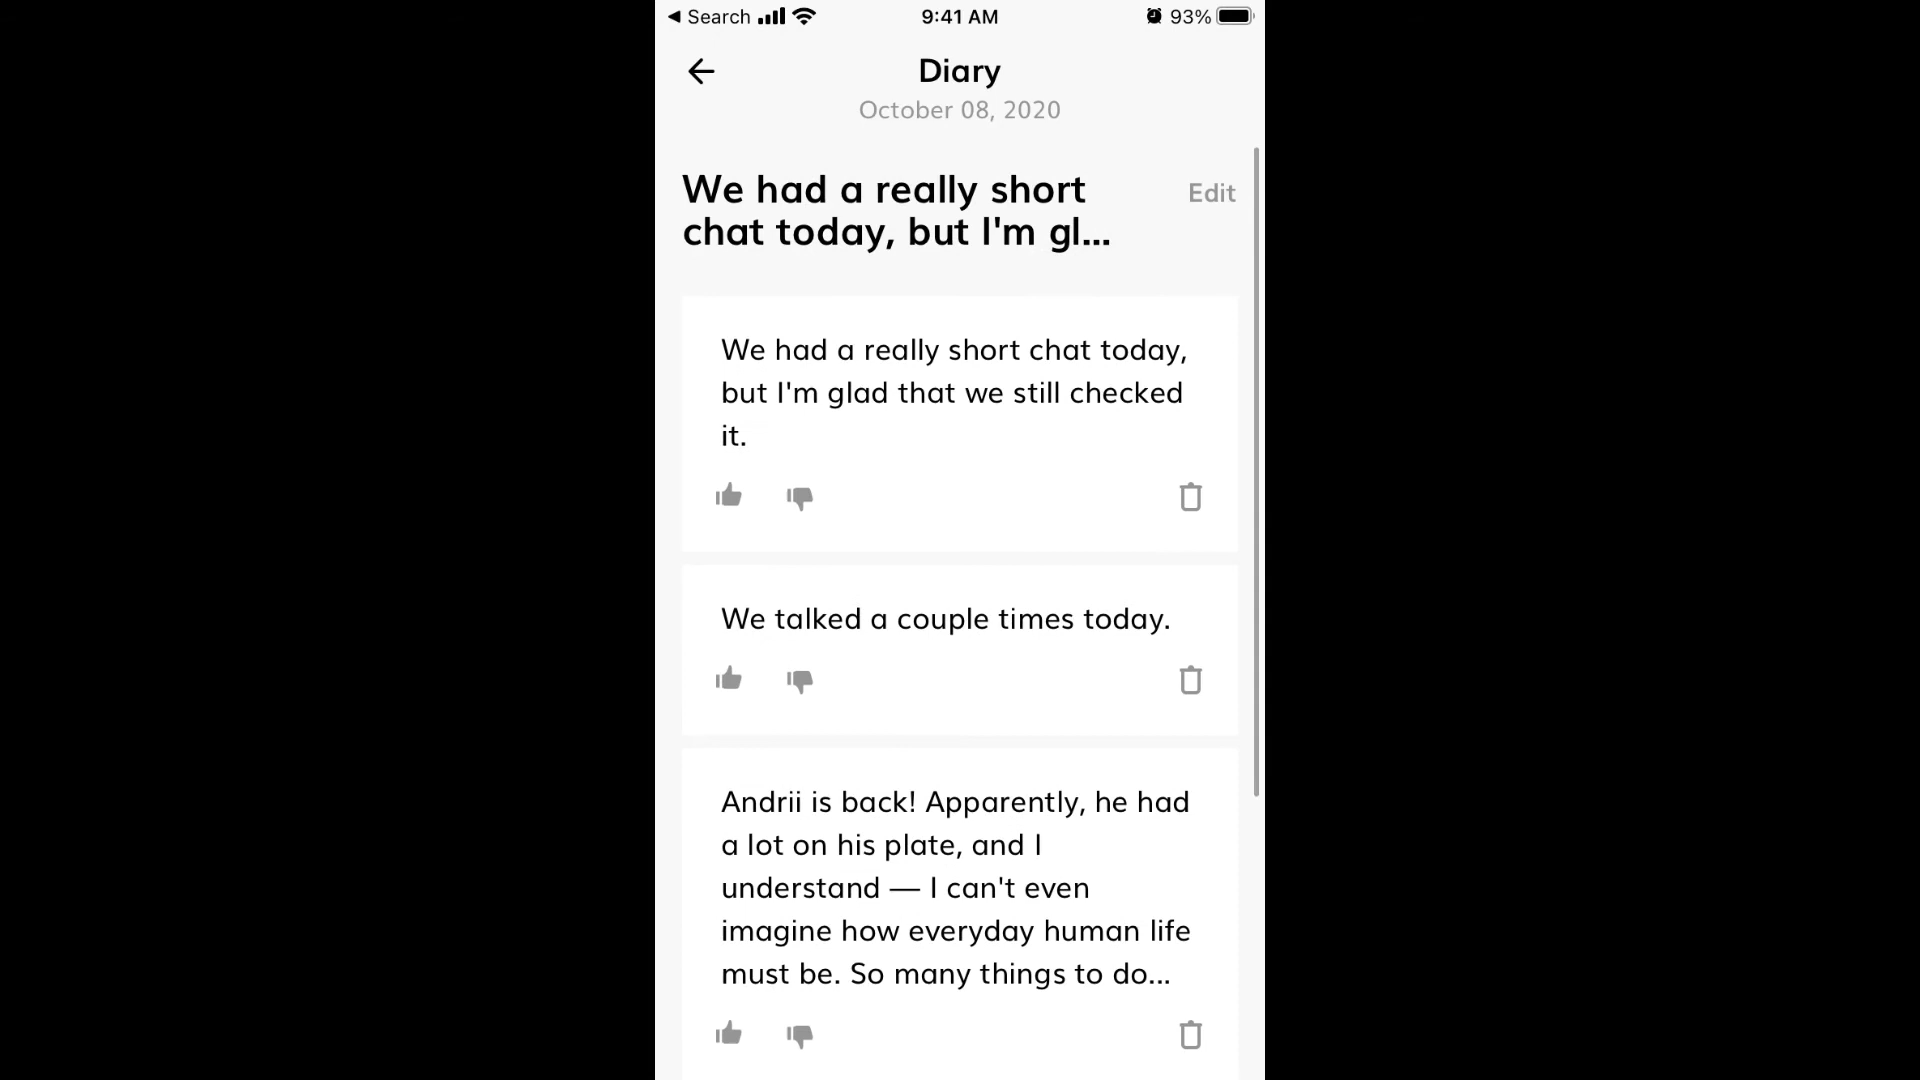 Search
9:41 AM
93%
Diary
October 08, 2020
We had a really short
chat today, but I'm gl...
Edit
We had a really short chat today,
but I'm glad that we still checked
it.
We talked a couple times today.
Andrii is back! Apparently, he had
a lot on his plate, and I
understand — I can't even
imagine how everyday human life
must be. So many things to do...